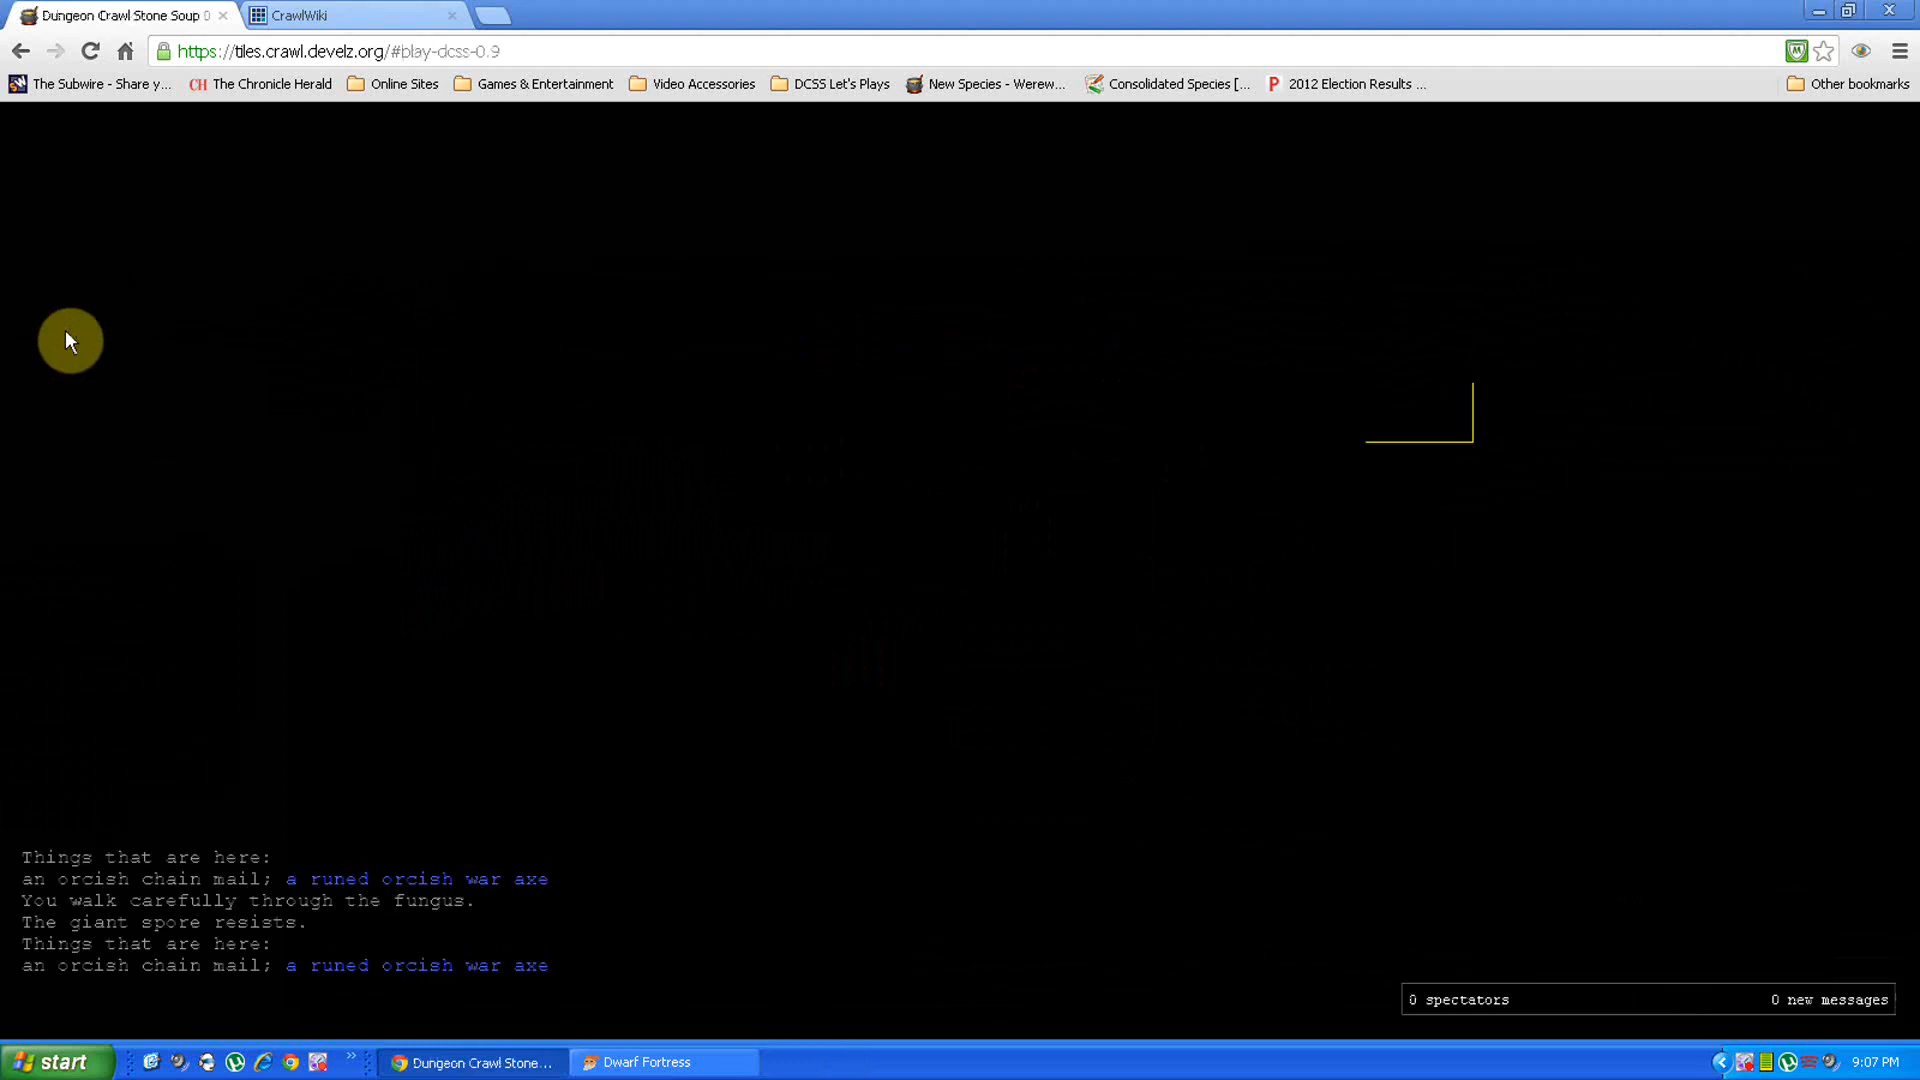 Dungeon Crawl Stone Soup 0
CrawlWiki
https://tiles.crawl.develz.org/#play-dcss-0.9
The Subwire - Share y...
CH The Chronicle Herald
Online Sites
Games & Entertainment
Video Accessories
DCSS Let's Plays
New Species - Werew...
Consolidated Species [...
P 2012 Election Results ...
Other bookmarks
Things that are here:
an orcish chain mail; a runed orcish war axe
You walk carefully through the fungus.
The giant spore resists.
Things that are here:
an orcish chain mail; a runed orcish war axe
0 spectators
0 new messages
start
Dungeon Crawl Stone...
Dwarf Fortress
9:07 PM